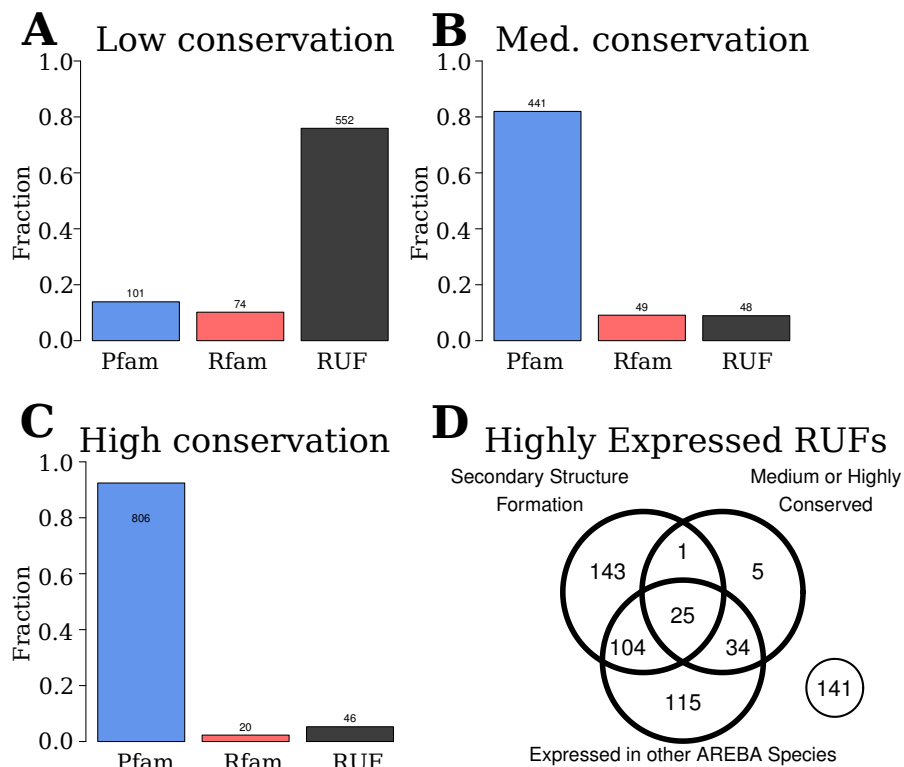 A Low conservation
1.0
0.8
0.6
0.4
0.2
0.0
Fraction
101
74
552
Pfam Rfam RUF
B Med. conservation
1.0
0.8
0.6
0.4
0.2
0.0
Fraction
441
49
48
Pfam Rfam RUF
C High conservation
1.0
0.8
0.6
0.4
0.2
0.0
Fraction
806
20
46
Pfam Rfam RUF
D Highly Expressed RUFs
Secondary Structure
Formation
Medium or Highly
Conserved
1
143
5
25
104
34
115
141
Expressed in other AREBA Species